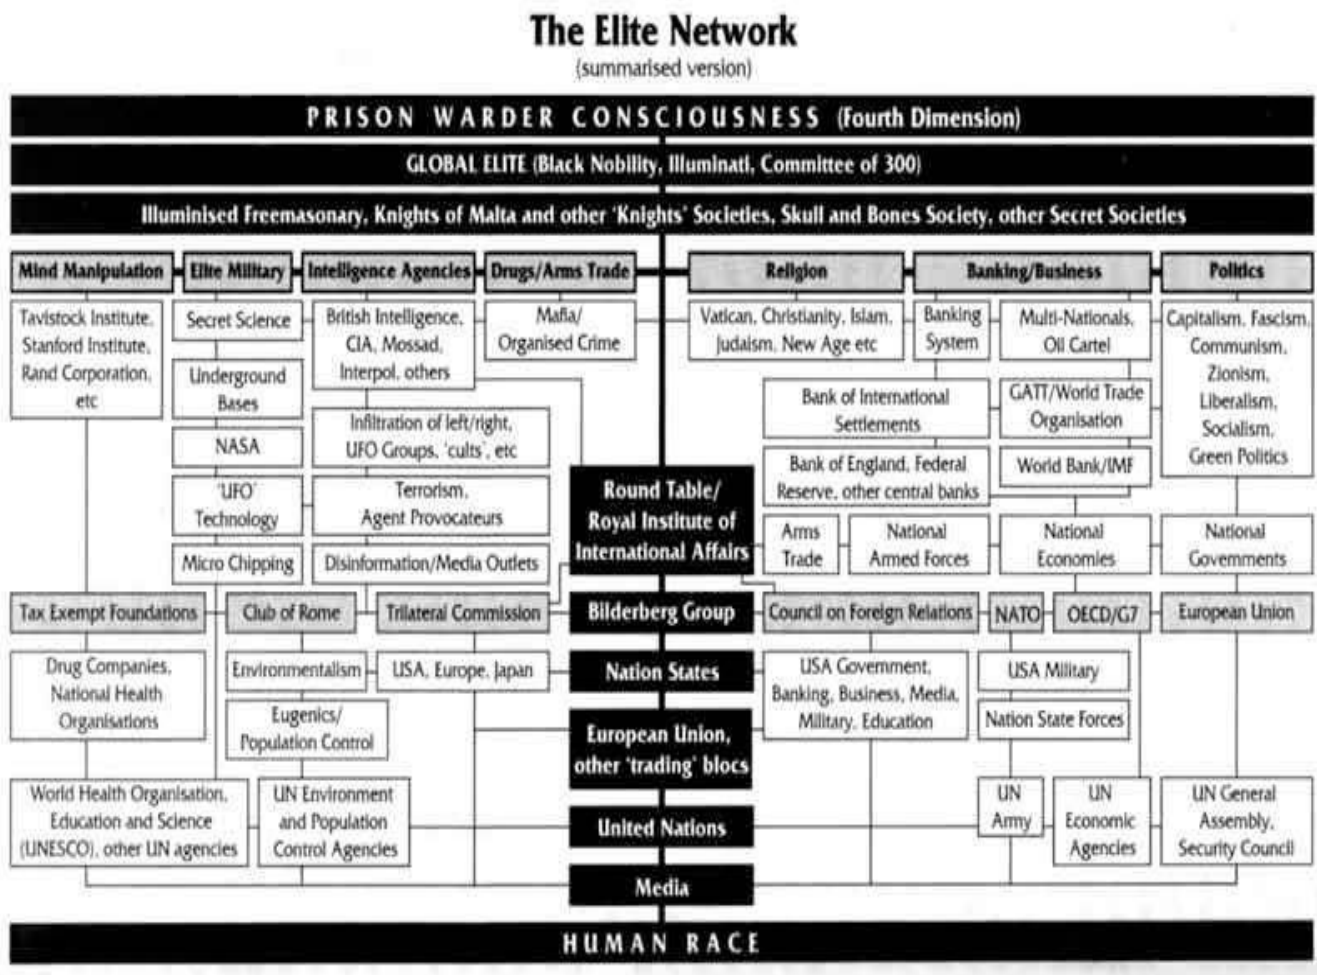 The Elite Network
(summarised version)
PRISON WARDER CONSCIOUSNESS (Fourth Dimension)
GLOBAL ELITE (Black Nobility, Illuminati, Committee of 300)
Illuminised Freemasonary, Knights of Malta and other 'Knights' Societies, Skull and Bones Society, other Secret Societies
Mind Manipulation
Elite Military
Intelligence Agencies
Drugs/Arms Trade
Religion
Banking/Business
Politics
Tavistock Institute,
Stanford Institute,
Rand Corporation,
etc
Secret Science
Underground
Bases
NASA
'UFO'
Technology
Micro Chipping
British Intelligence,
CIA, Mossad,
Interpol, others
Infiltration of left/right,
UFO Groups, 'cults', etc
Terrorism,
Agent Provocateurs
Disinformation/Media Outlets
Mafia/
Organised Crime
Vatican, Christianity, Islam,
Judaism, New Age etc
Banking
System
Multi-Nationals,
Oil Cartel
Capitalism, Fascism,
Communism,
Zionism,
Liberalism,
Socialism,
Green Politics
Bank of International
Settlements
GATT/World Trade
Organisation
Bank of England, Federal
Reserve, other central banks
World Bank/IMF
Round Table/
Royal Institute of
International Affairs
Arms
Trade
National
Armed Forces
National
Economies
National
Governments
Tax Exempt Foundations
Club of Rome
Trilateral Commission
Bilderberg Group
Council on Foreign Relations
NATO
OECD/G7
European Union
Drug Companies,
National Health
Organisations
Environmentalism
USA, Europe, Japan
Nation States
USA Government,
Banking, Business, Media,
Military, Education
USA Military
Nation State Forces
Eugenics/
Population Control
European Union,
other 'trading' blocs
World Health Organisation,
Education and Science
(UNESCO), other UN agencies
UN Environment
and Population
Control Agencies
United Nations
UN
Army
UN
Economic
Agencies
UN General
Assembly,
Security Council
Media
HUMAN RACE